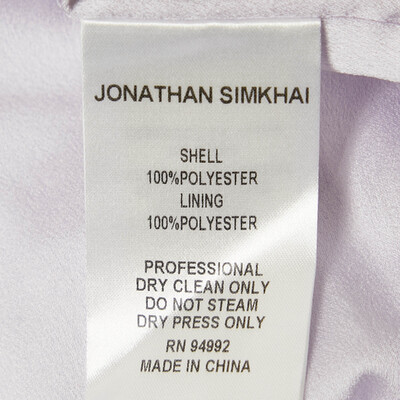 JONATHAN SIMKHAI
SHELL
100%POLYESTER
LINING
100%POLYESTER
PROFESSIONAL
DRY CLEAN ONLY
DO NOT STEAM
DRY PRESS ONLY
RN 94992
MADE IN CHINA